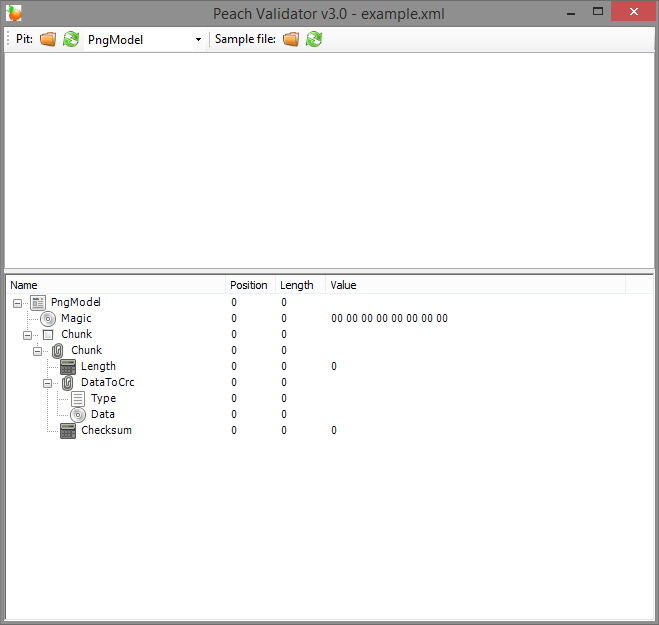 Peach Validator v3.0 - example.xml
Pit: PngModel Sample file:
Name Position Length Value
PngModel 0 0
Magic 0 0 00 00 00 00 00 00 00 00
Chunk 0 0
Chunk 0 0
Length 0 0 0
DataToCrc 0 0
Type 0 0
Data 0 0
Checksum 0 0 0